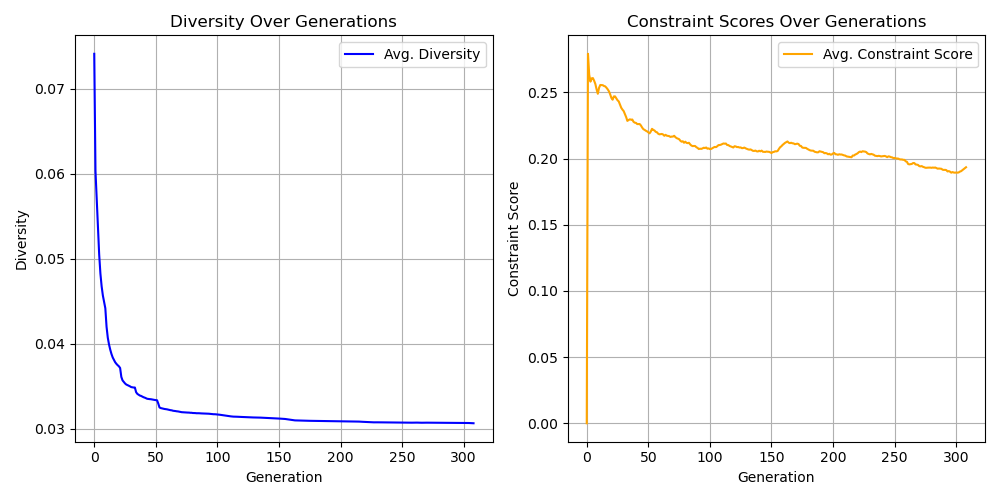 Diversity Over Generations
Avg. Diversity
Diversity
0.07
0.06
0.05
0.04
0.03
0 50 100 150 200 250 300
Generation
Constraint Scores Over Generations
Avg. Constraint Score
Constraint Score
0.25
0.20
0.15
0.10
0.05
0.00
0 50 100 150 200 250 300
Generation